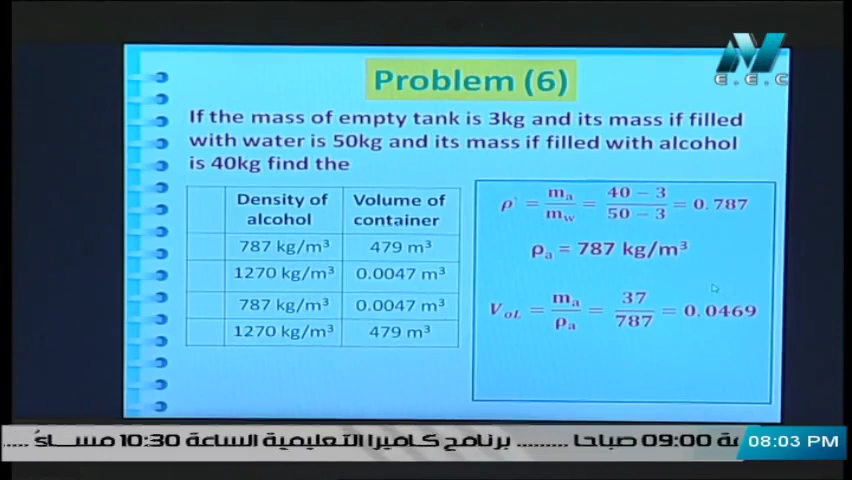 N
E.E.C
Problem (6)
If the mass of empty tank is 3kg and its mass if filled
with water is 50kg and its mass if filled with alcohol
is 40kg find the
Density of alcohol Volume of container
787 kg/m³ 479 m³
1270 kg/m³ 0.0047 m³
787 kg/m³ 0.0047 m³
1270 kg/m³ 479 m³
ρ` = mₐ/m_w = (40 − 3)/(50 − 3) = 0.787
ρₐ = 787 kg/m³
V_oL = mₐ/ρₐ = 37/787 = 0.0469
ـة 09:00 صباحا ......... برنامج كاميرا التعليمية الساعة 10:30 مساءً .....
08:03 PM